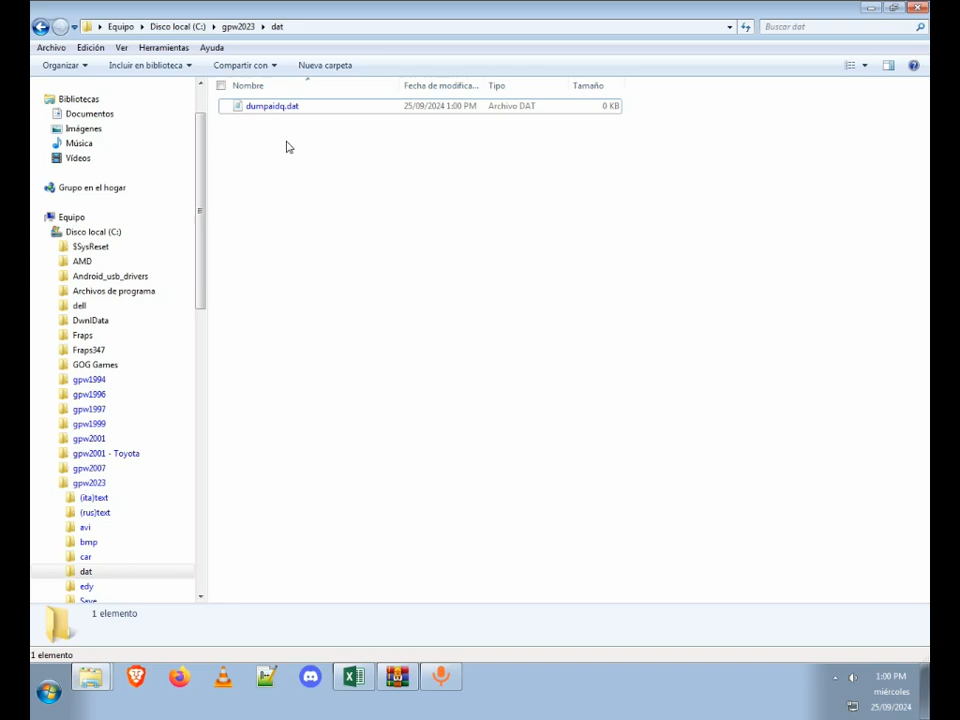 Equipo Disco local (C:) gpw2023 dat
Buscar dat
Archivo Edición Ver Herramientas Ayuda
Organizar Incluir en biblioteca Compartir con Nueva carpeta
Nombre Fecha de modifica... Tipo Tamaño
dumpaidq.dat 25/09/2024 1:00 PM Archivo DAT 0 KB
Bibliotecas
Documentos
Imágenes
Música
Vídeos
Grupo en el hogar
Equipo
Disco local (C:)
$SysReset
AMD
Android_usb_drivers
Archivos de programa
dell
DwnlData
Fraps
Fraps347
GOG Games
gpw1994
gpw1996
gpw1997
gpw1999
gpw2001
gpw2001 - Toyota
gpw2007
gpw2023
(ita)text
(rus)text
avi
bmp
car
dat
edy
Save
1 elemento
1 elemento
1:00 PM
miércoles
25/09/2024